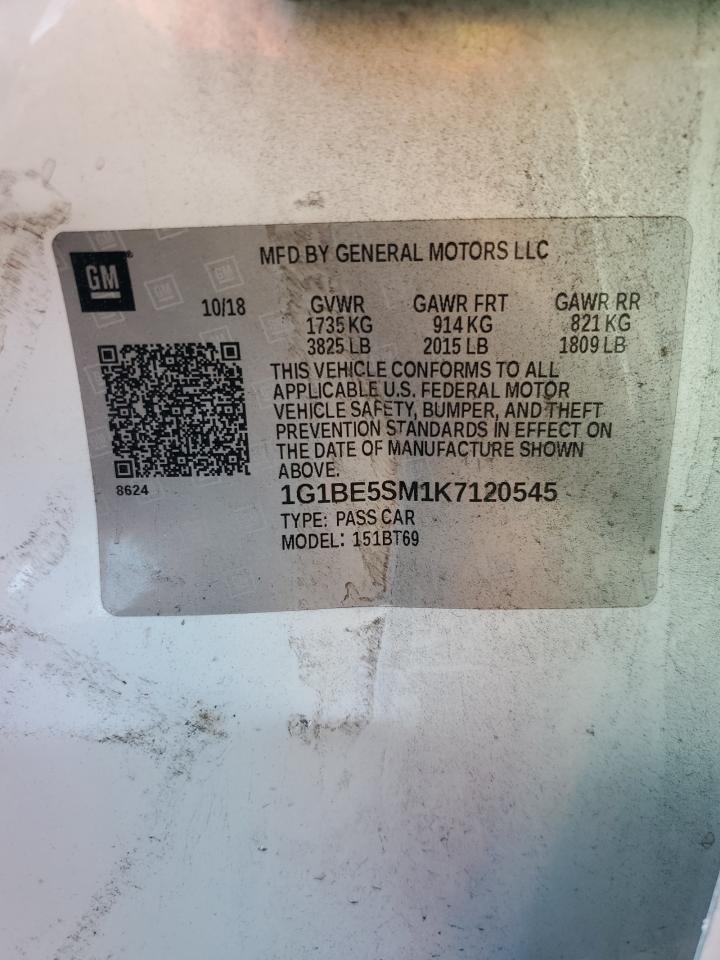 GM
MFD BY GENERAL MOTORS LLC
10/18
GVWR GAWR FRT GAWR RR
1735 KG 914 KG 821 KG
3825 LB 2015 LB 1809 LB
THIS VEHICLE CONFORMS TO ALL
APPLICABLE U.S. FEDERAL MOTOR
VEHICLE SAFETY, BUMPER, AND THEFT
PREVENTION STANDARDS IN EFFECT ON
THE DATE OF MANUFACTURE SHOWN
ABOVE.
8624
1G1BE5SM1K7120545
TYPE: PASS CAR
MODEL: 151BT69